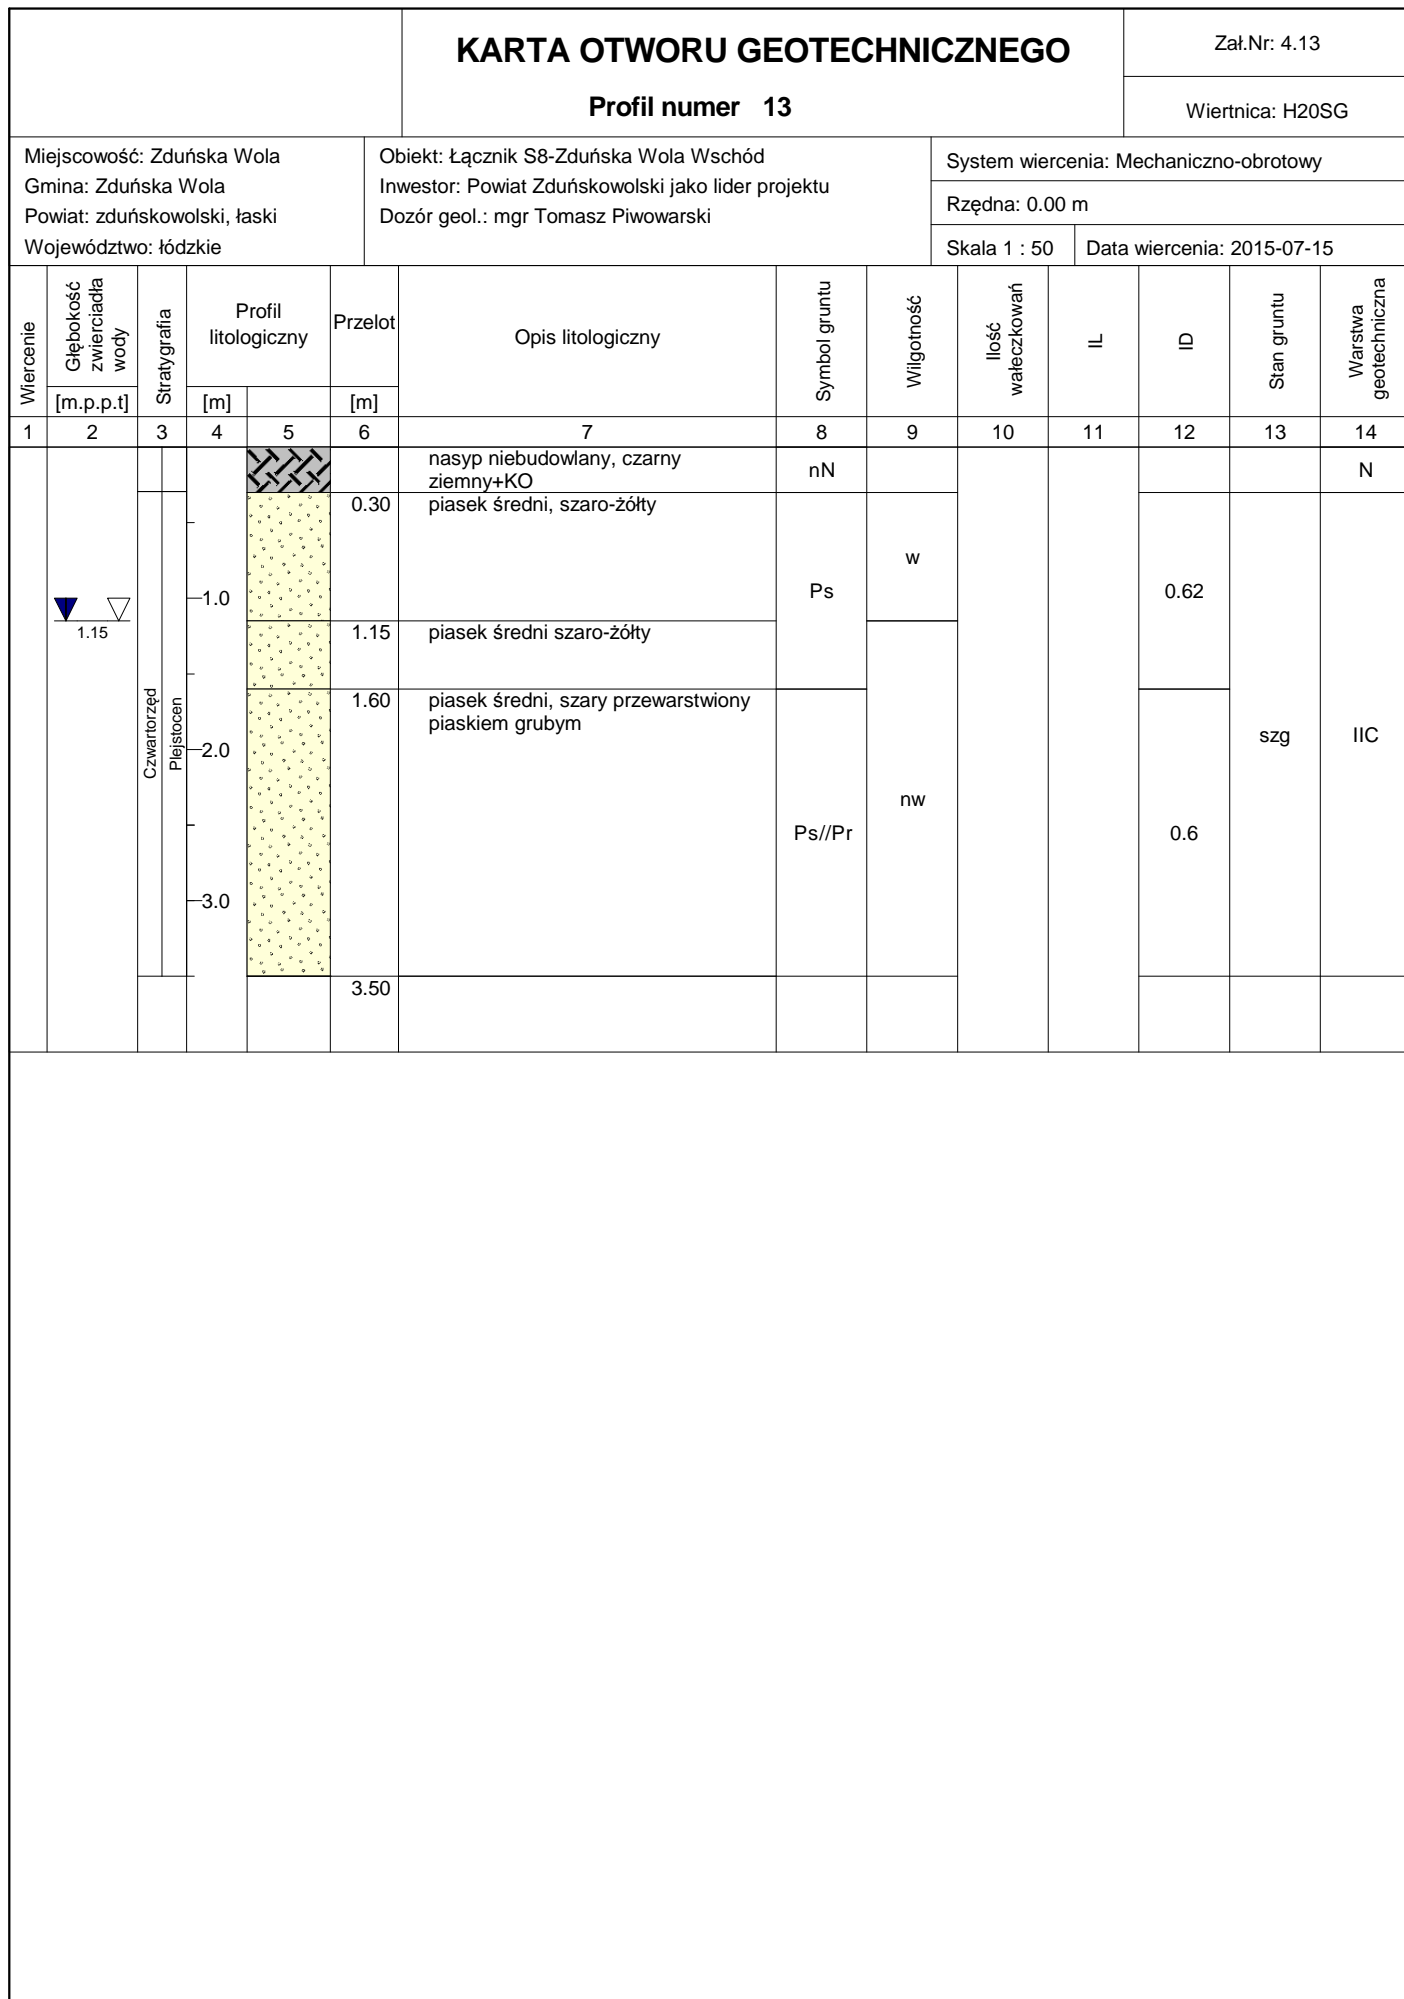 KARTA OTWORU GEOTECHNICZNEGO
Profil numer 13
Zał.Nr: 4.13
Wiertnica: H20SG
Miejscowość: Zduńska Wola
Gmina: Zduńska Wola
Powiat: zduńskowolski, łaski
Województwo: łódzkie
Obiekt: Łącznik S8-Zduńska Wola Wschód
Inwestor: Powiat Zduńskowolski jako lider projektu
Dozór geol.: mgr Tomasz Piwowarski
System wiercenia: Mechaniczno-obrotowy
Rzędna: 0.00 m
Skala 1 : 50
Data wiercenia: 2015-07-15
Wiercenie
Głębokość
zwierciadła
wody
[m.p.p.t]
Stratygrafia
Profil
litologiczny
[m]
Przelot
[m]
Opis litologiczny
Symbol gruntu
Wilgotność
Ilość
wałeczkowań
IL
ID
Stan gruntu
Warstwa
geotechniczna
1 2 3 4 5 6 7 8 9 10 11 12 13 14
nasyp niebudowlany, czarny
ziemny+KO
nN
N
0.30
piasek średni, szaro-żółty
w
Ps
0.62
1.0
1.15
1.15
piasek średni szaro-żółty
1.60
piasek średni, szary przewarstwiony
piaskiem grubym
Czwartorzęd
Plejstocen
2.0
szg
IIC
nw
Ps//Pr
0.6
3.0
3.50